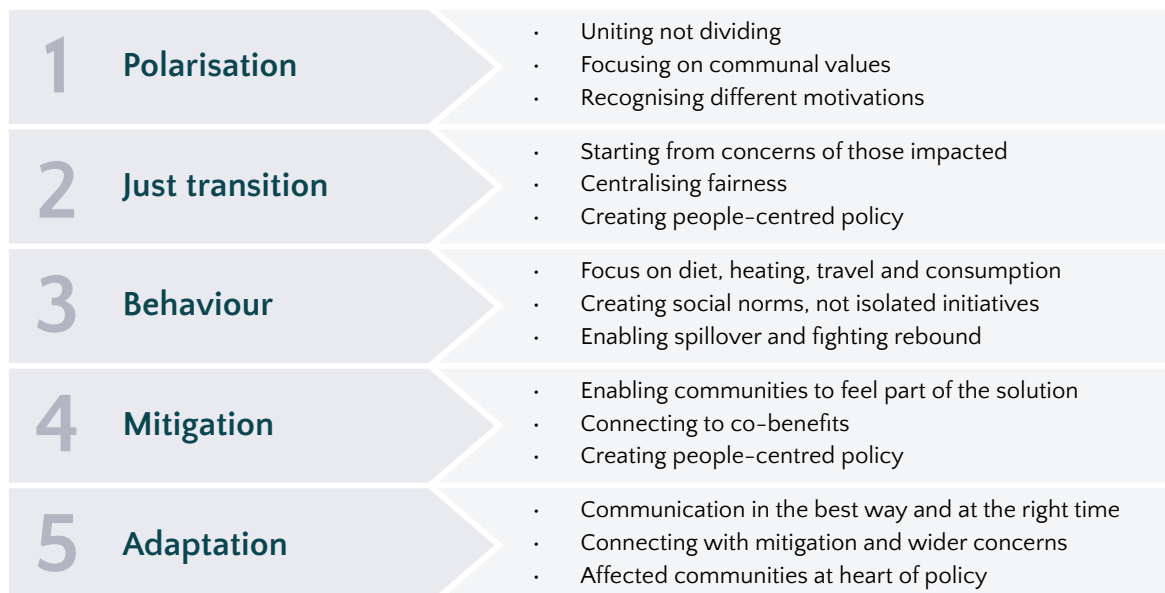 1 Polarisation
· Uniting not dividing
· Focusing on communal values
· Recognising different motivations
2 Just transition
· Starting from concerns of those impacted
· Centralising fairness
· Creating people-centred policy
3 Behaviour
· Focus on diet, heating, travel and consumption
· Creating social norms, not isolated initiatives
· Enabling spillover and fighting rebound
4 Mitigation
· Enabling communities to feel part of the solution
· Connecting to co-benefits
· Creating people-centred policy
5 Adaptation
· Communication in the best way and at the right time
· Connecting with mitigation and wider concerns
· Affected communities at heart of policy